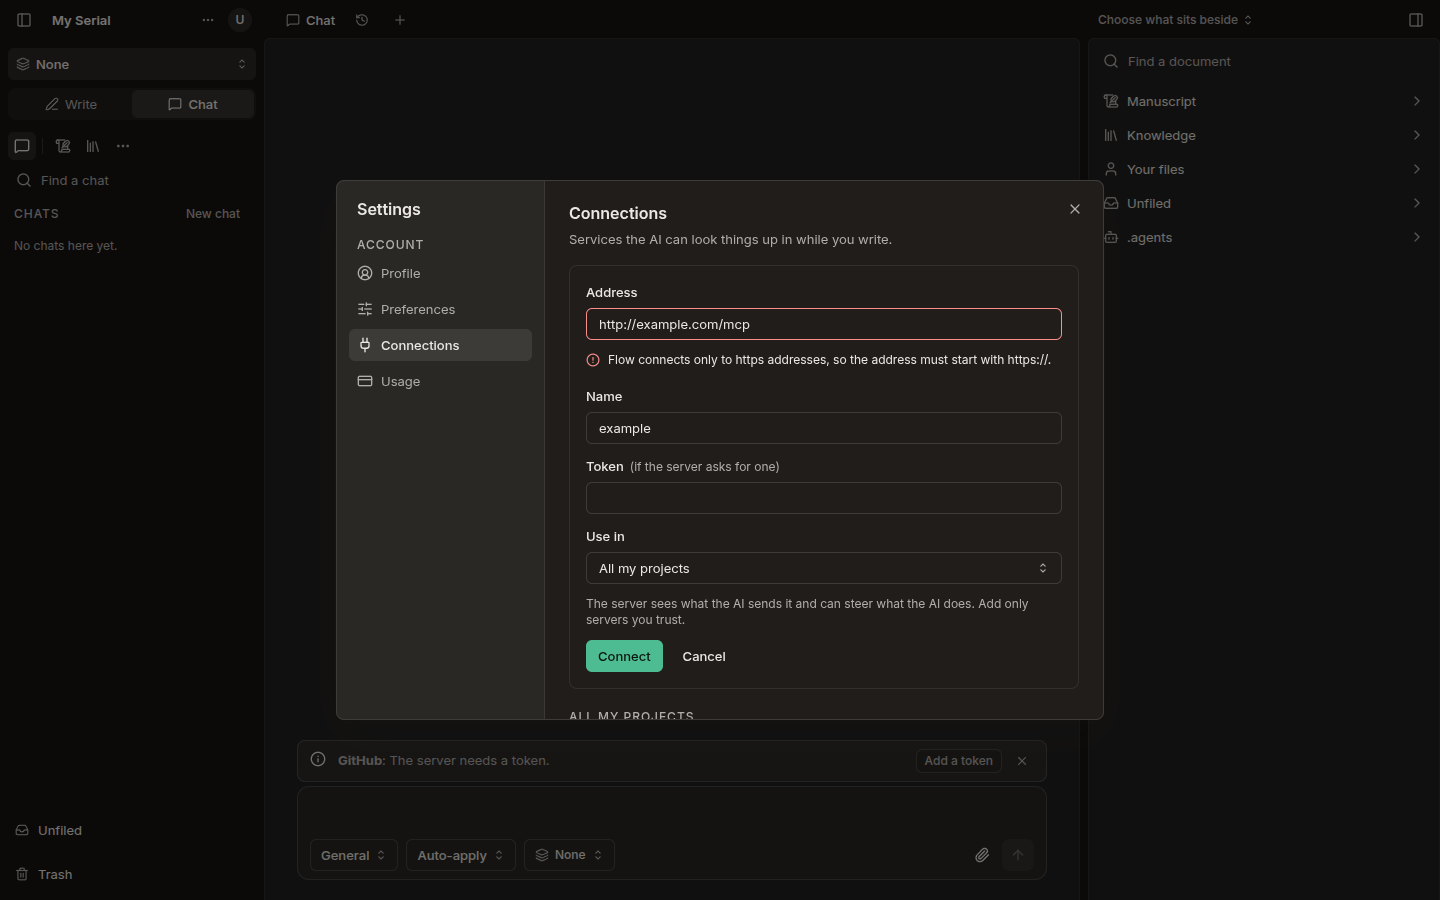 My Serial
U
Chat
Choose what sits beside
None
Write
Chat
Find a chat
CHATS
New chat
No chats here yet.
Unfiled
Trash
Settings
ACCOUNT
Profile
Preferences
Connections
Usage
Connections
Services the AI can look things up in while you write.
Address
http://example.com/mcp
Flow connects only to https addresses, so the address must start with https://.
Name
example
Token (if the server asks for one)
Use in
All my projects
The server sees what the AI sends it and can steer what the AI does. Add only
servers you trust.
Connect
Cancel
ALL MY PROJECTS
GitHub: The server needs a token.
Add a token
General
Auto-apply
None
Find a document
Manuscript
Knowledge
Your files
Unfiled
.agents